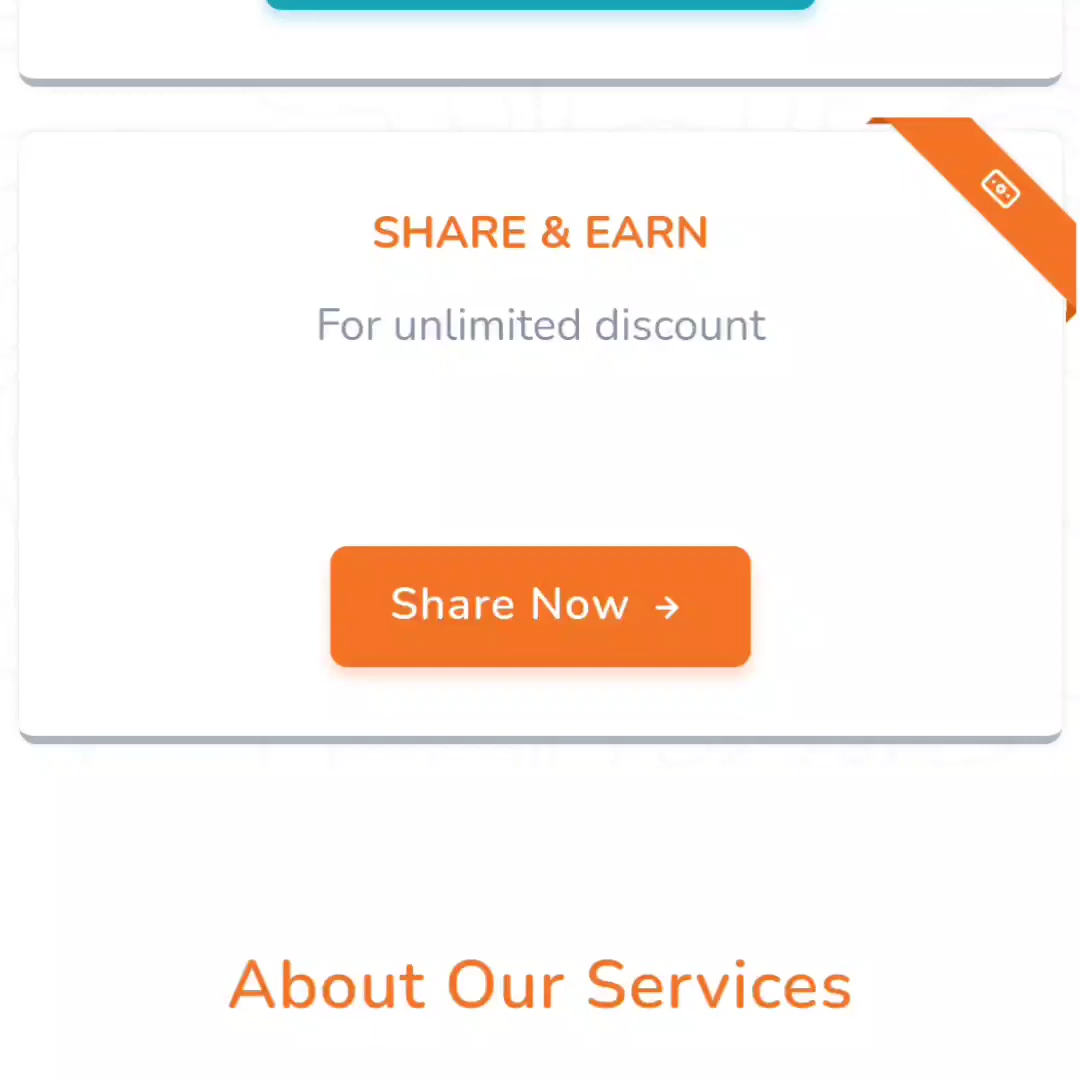 SHARE & EARN
For unlimited discount
Share Now →
About Our Services